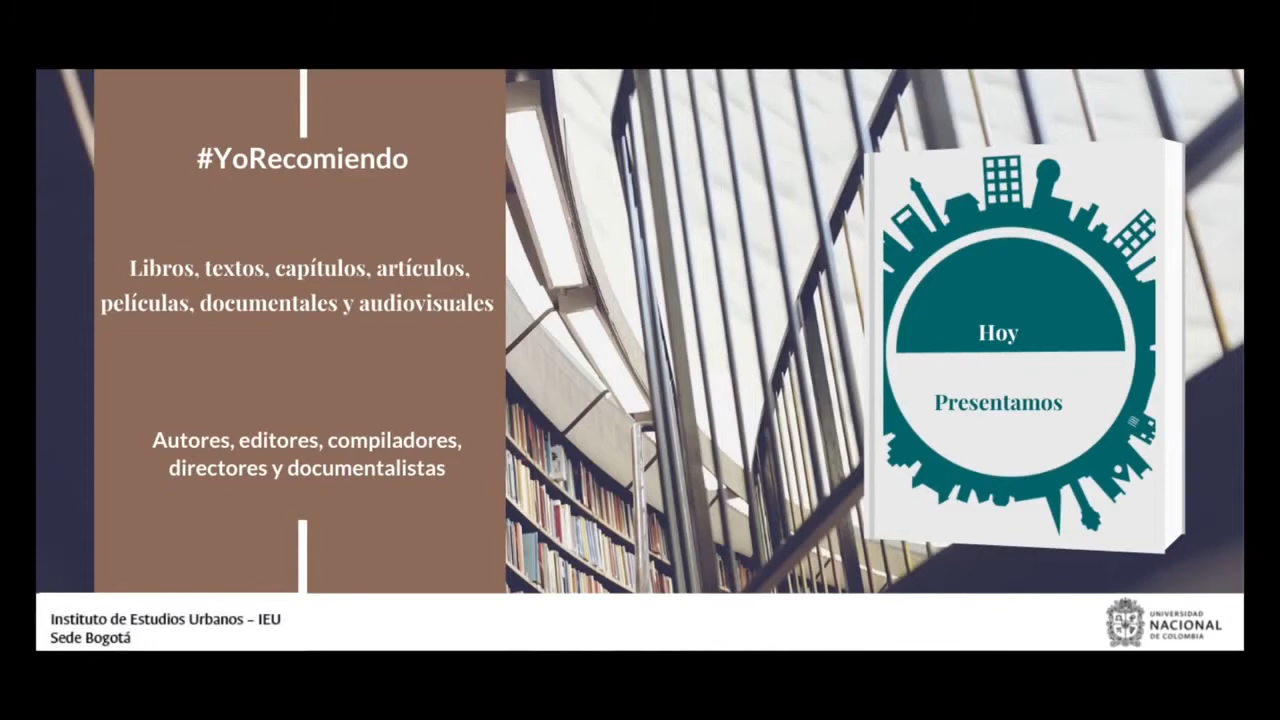 #YoRecomiendo
Libros, textos, capítulos, artículos,
películas, documentales y audiovisuales
Autores, editores, compiladores,
directores y documentalistas
Hoy
Presentamos
Instituto de Estudios Urbanos – IEU
Sede Bogotá
UNIVERSIDAD
NACIONAL
DE COLOMBIA